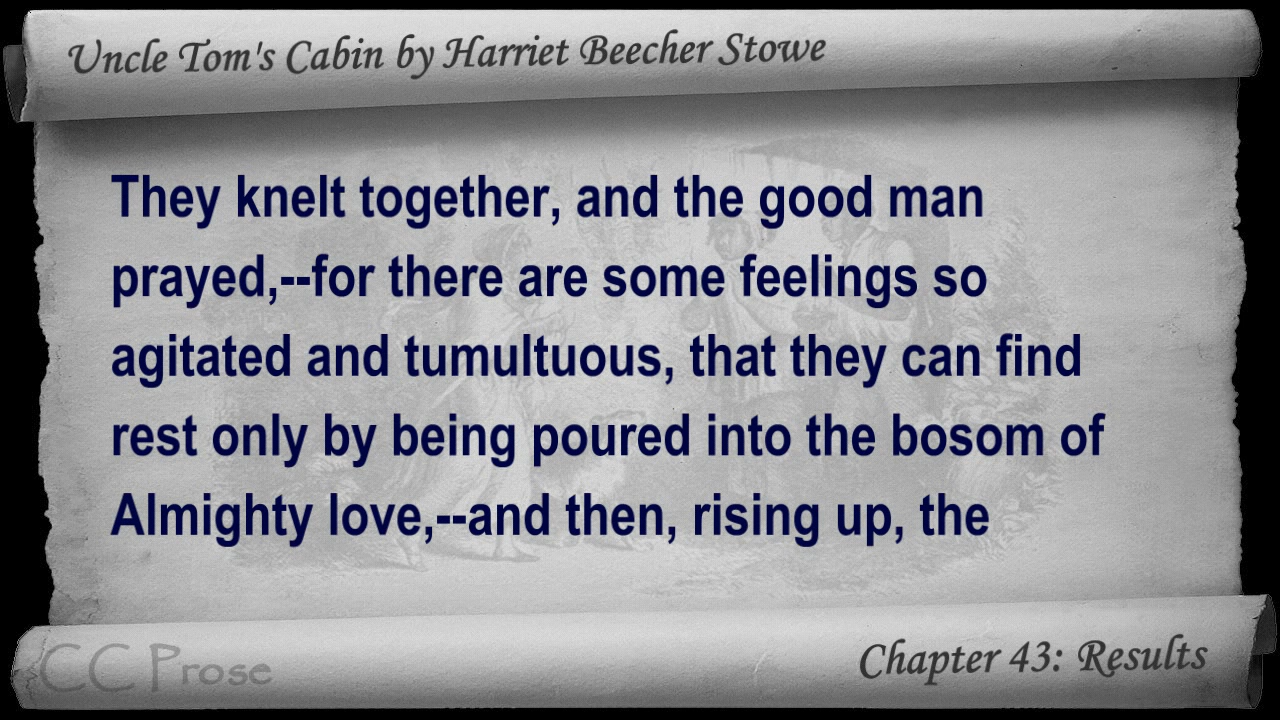 Uncle Tom's Cabin by Harriet Beecher Stowe
They knelt together, and the good man
prayed,--for there are some feelings so
agitated and tumultuous, that they can find
rest only by being poured into the bosom of
Almighty love,--and then, rising up, the
CC Prose
Chapter 43: Results